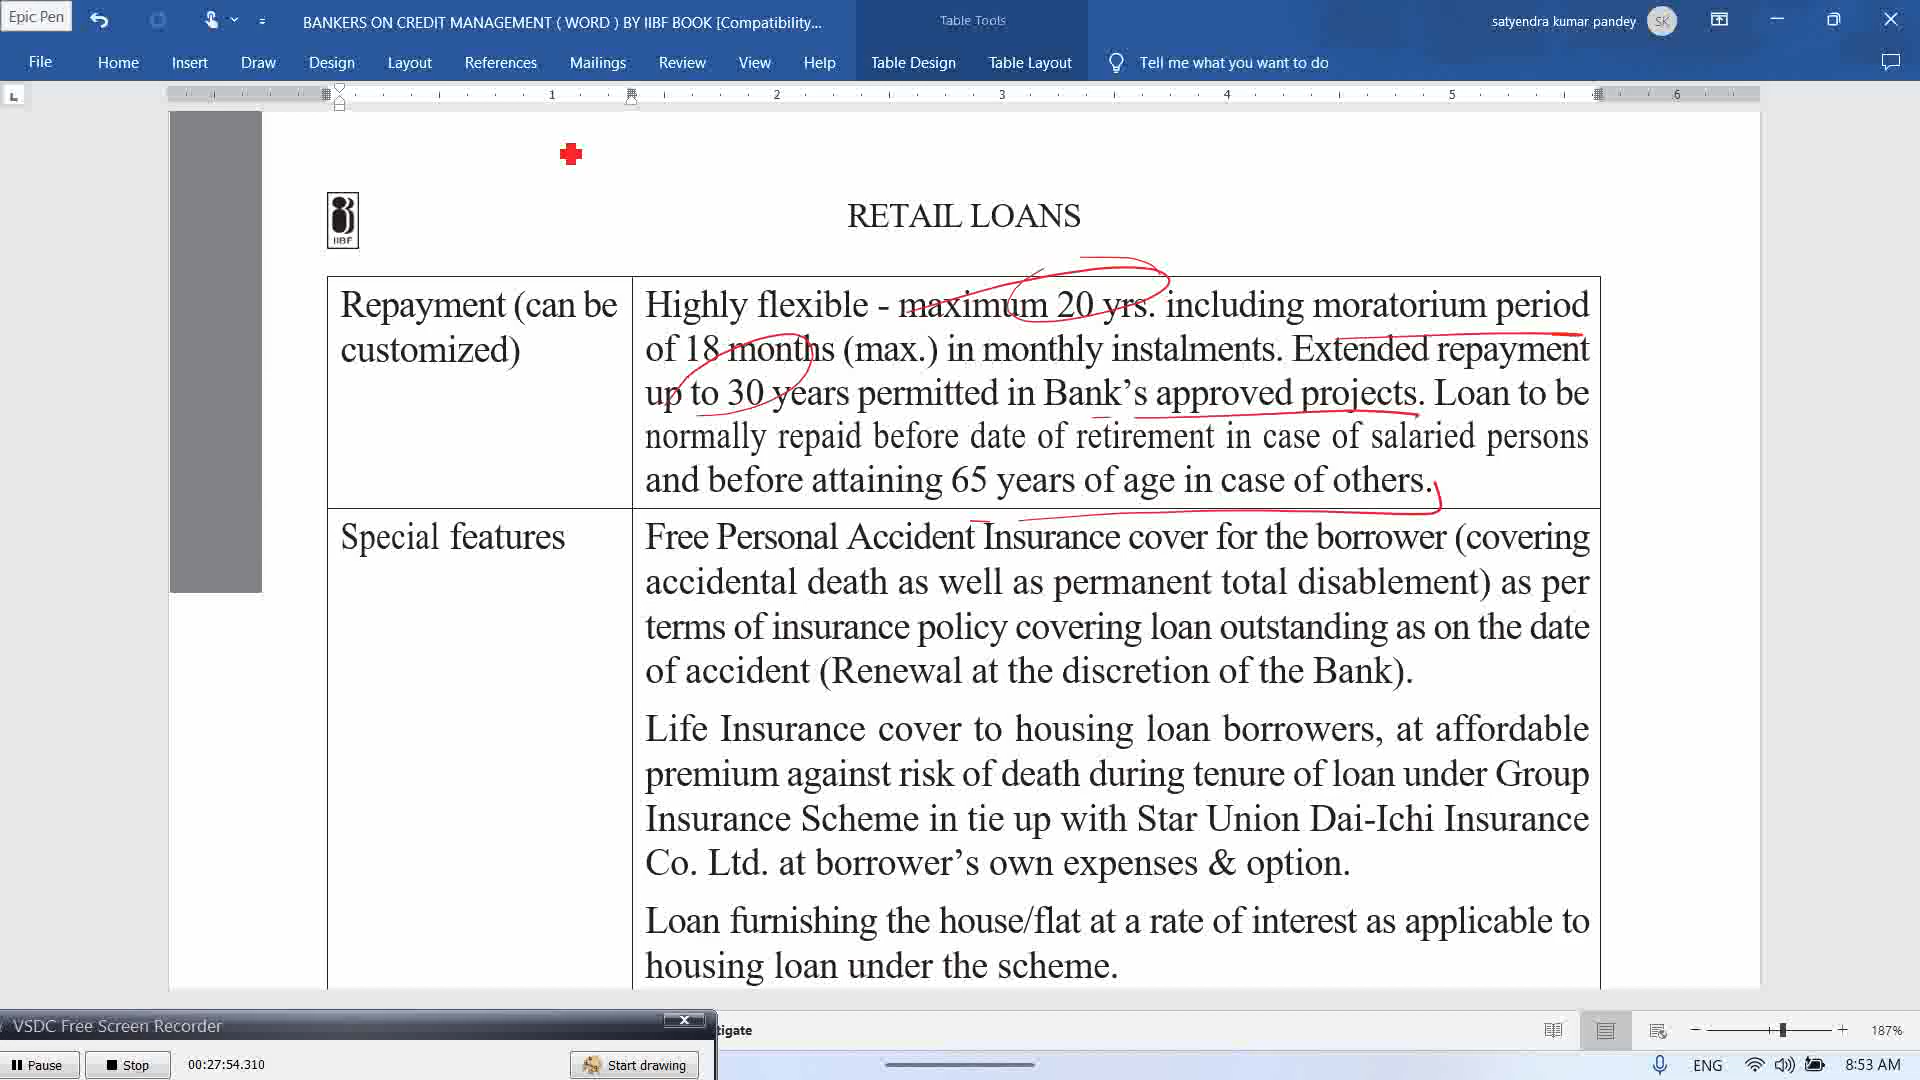 Epic Pen
BANKERS ON CREDIT MANAGEMENT ( WORD ) BY IIBF BOOK [Compatibility...
Table Tools
satyendra kumar pandey
SK
File Home Insert Draw Design Layout References Mailings Review View Help Table Design Table Layout Tell me what you want to do
1 2 3 4 5 6
IIBF
RETAIL LOANS
Repayment (can be
customized)
Highly flexible - maximum 20 yrs. including moratorium period
of 18 months (max.) in monthly instalments. Extended repayment
up to 30 years permitted in Bank's approved projects. Loan to be
normally repaid before date of retirement in case of salaried persons
and before attaining 65 years of age in case of others.
Special features
Free Personal Accident Insurance cover for the borrower (covering
accidental death as well as permanent total disablement) as per
terms of insurance policy covering loan outstanding as on the date
of accident (Renewal at the discretion of the Bank).
Life Insurance cover to housing loan borrowers, at affordable
premium against risk of death during tenure of loan under Group
Insurance Scheme in tie up with Star Union Dai-Ichi Insurance
Co. Ltd. at borrower's own expenses & option.
Loan furnishing the house/flat at a rate of interest as applicable to
housing loan under the scheme.
VSDC Free Screen Recorder
tigate
187%
Pause Stop 00:27:54.310 Start drawing
ENG 8:53 AM